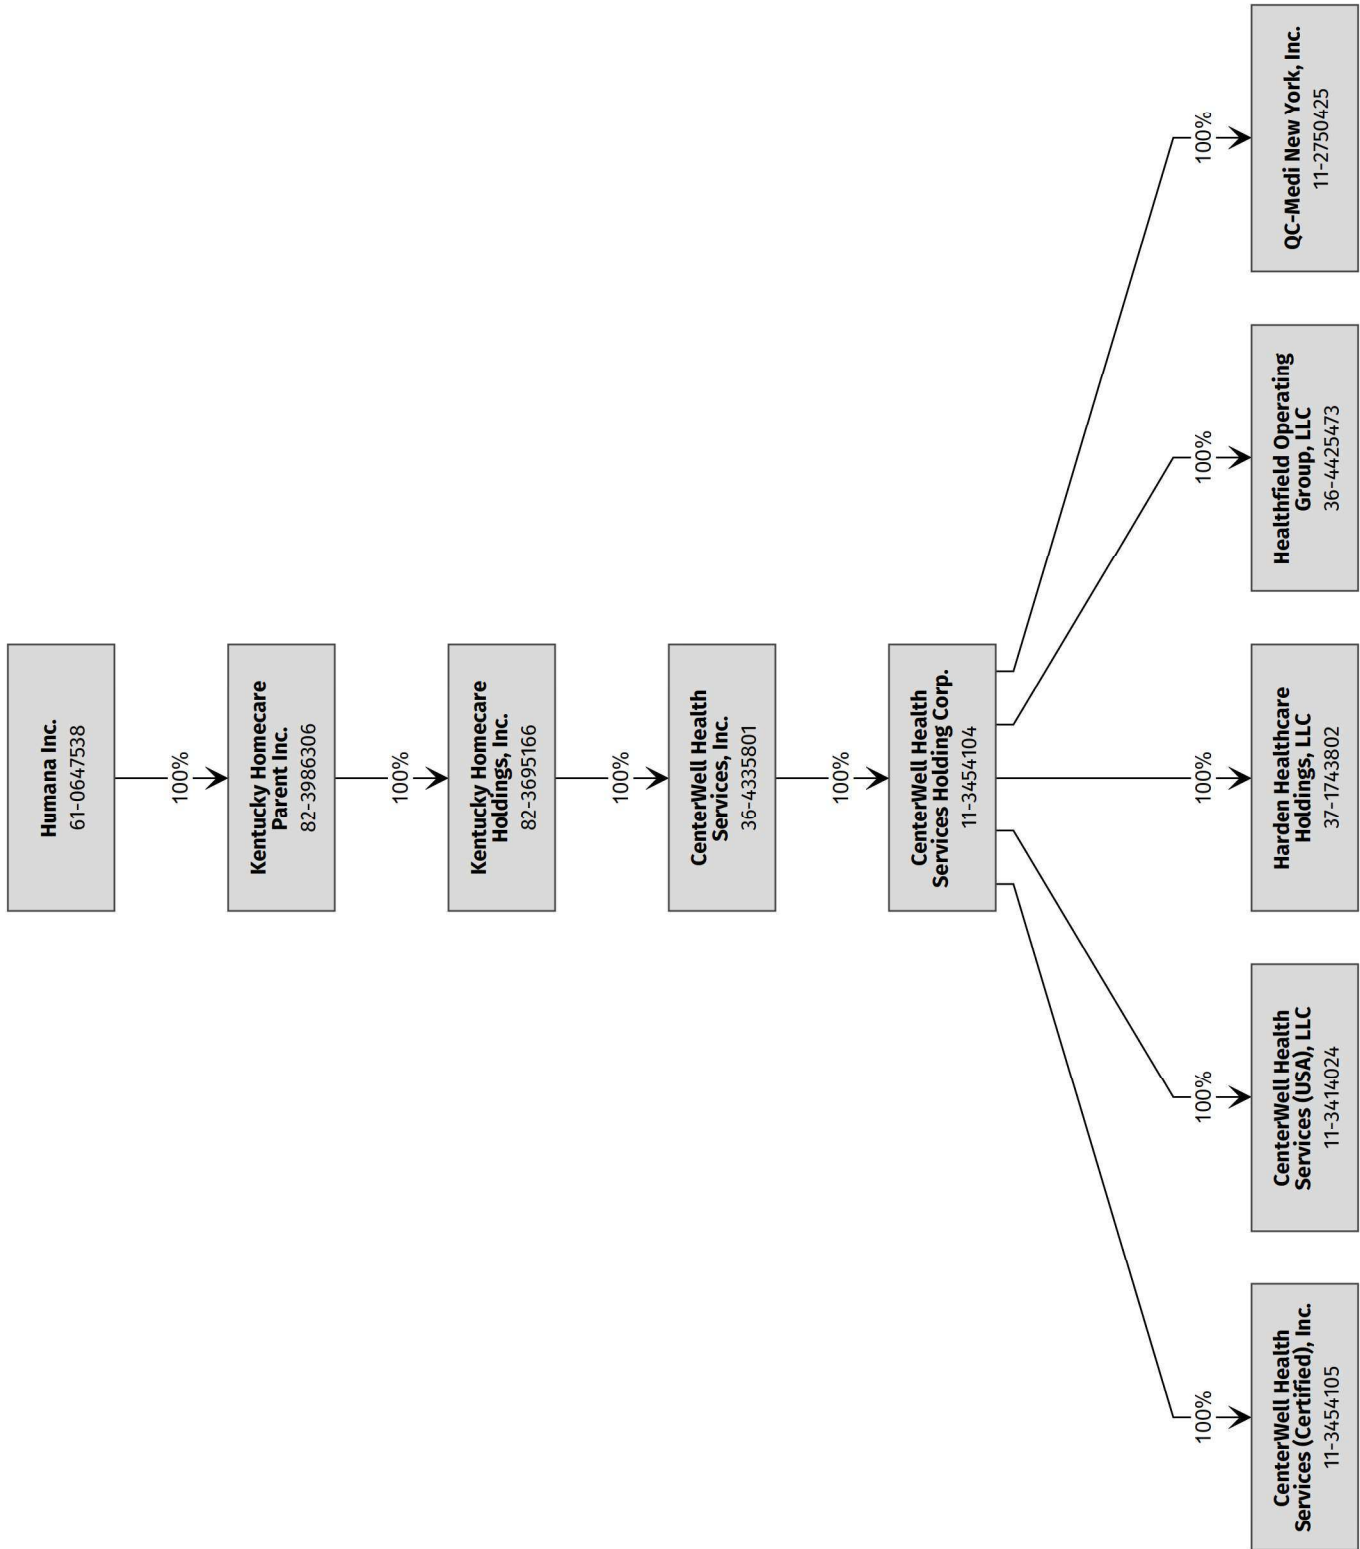 Humana Inc.
61-0647538
100%
Kentucky Homecare
Parent Inc.
82-3986306
100%
Kentucky Homecare
Holdings, Inc.
82-3695166
100%
CenterWell Health
Services, Inc.
36-4335801
100%
CenterWell Health
Services Holding Corp.
11-3454104
100%
100%
100%
100%
100%
CenterWell Health
Services (Certified), Inc.
11-3454105
CenterWell Health
Services (USA), LLC
11-3414024
Harden Healthcare
Holdings, LLC
37-1743802
Healthfield Operating
Group, LLC
36-4425473
QC-Medi New York, Inc.
11-2750425